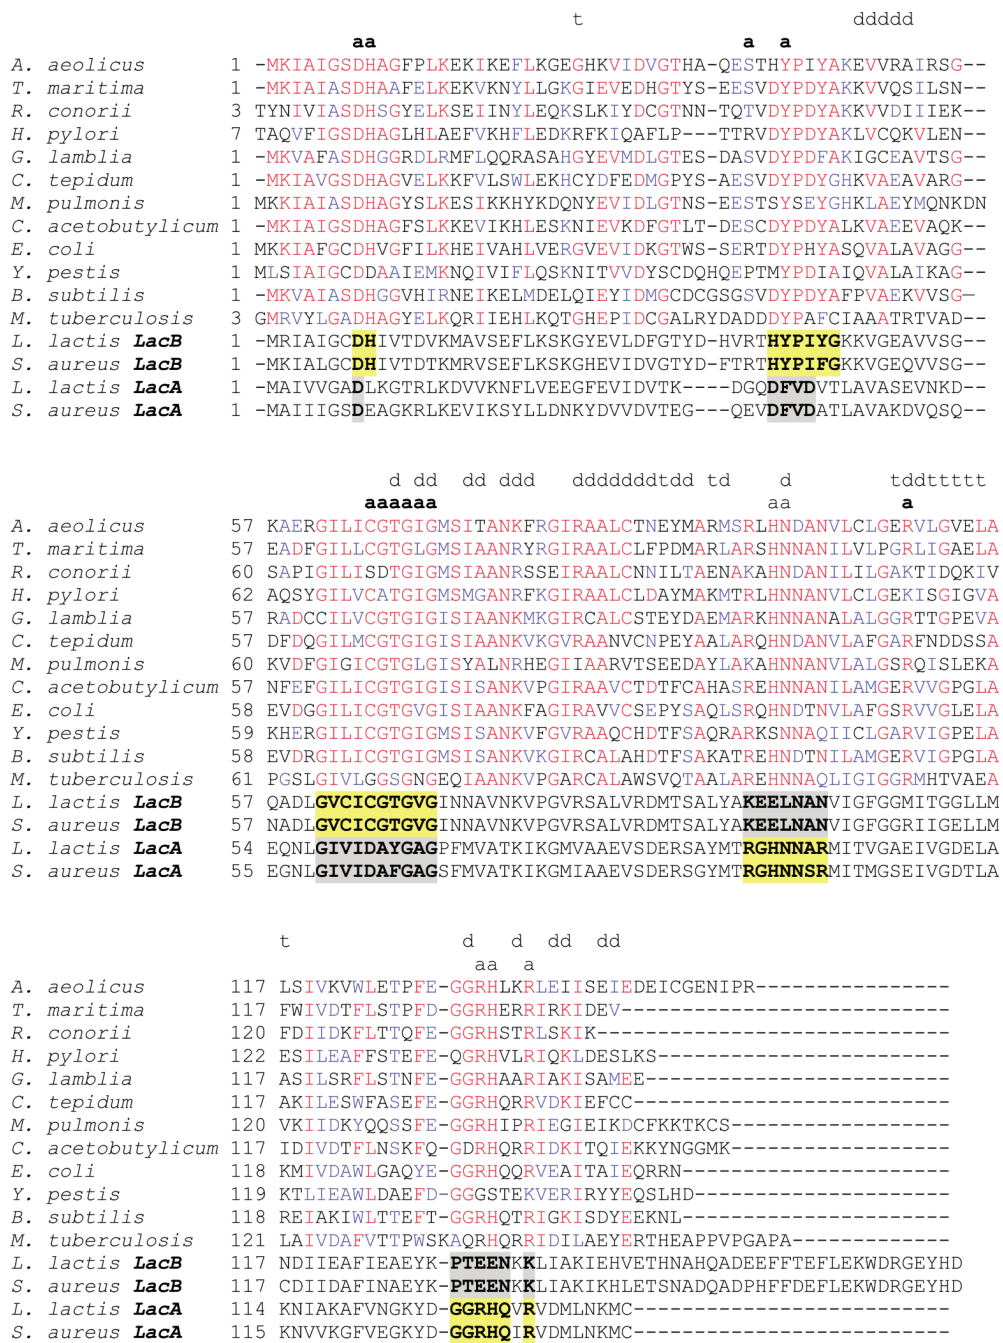 t ddddd
aa a a
A. aeolicus 1 -MKIAIGSDHAGFPLKEKIKEFLKGEGHKVIDVGTHA-QESTHYPIYAKEVVRAIRSG--
T. maritima 1 -MKIAIASDHAAFELKEKVKNYLLGKGIEVEDHGTYS-EESVDYPDYAKKVVQSILSN--
R. conorii 3 TYNIVIASDHSGYELKSEIINYLEQKSLKIYDCGTNN-TQTVDYPDYAKKVVDIIIEK--
H. pylori 7 TAQVFIGSDHAGLHLAEFVKHFLEDKRFKIQAFLP---TTRVDYPDYAKLVCQKVLEN--
G. lamblia 1 -MKVAFASDHGGRDLRMFLQQRASAHGYEVMDLGTES-DASVDYPDFAKIGCEAVTSG--
C. tepidum 1 -MKIAVGSDHAGVELKKFVLSWLEKHCYDFEDMGPYS-AESVDYPDYGHKVAEAVARG--
M. pulmonis 1 MKKIAIASDHAGYSLKESIKKHYKDQNYEVIDLGTNS-EESTSYSEYGHKLAEYMQNKDN
C. acetobutylicum 1 -MKIAIGSDHAGFSLKKEVIKHLESKNIEVKDFGTLT-DESCDYPDYALKVAEEVAQK--
E. coli 1 -MKKIAFGCDHVGFILKHEIVAHLVERGVEVIDKGTWS-SERTDYPHYASQVALAVAGG--
Y. pestis 1 MLSIAIGCDDAAIEMKNQIVIFLQSKNITVVDYSCDQHQEPTMYPDIAIQVALAIKAG--
B. subtilis 1 -MKVAIASDHGGVHIRNEIKELMDELQIEYIDMGCDCGSGSVDYPDYAFPVAEKVVSG—
M. tuberculosis 3 GMRVYLGADHAGYELKQRIIEHLKQTGHEPIDCGALRYDADDDYPAFCIAAATRTVAD--
L. lactis LacB 1 -MRIAIGCDHIVTDVKMAVSEFLKSKGYEVLDFGTYD-HVRTHYPIYGKKVGEAVVSG--
S. aureus LacB 1 -MKIALGCDHIVTDTKMRVSEFLKSKGHEVIDVGTYD-FTRTHYPIFGKKVGEQVVSG--
L. lactis LacA 1 -MAIVVGADLKGTRLKDVVKNFLVEEGFEVIDVTK----DGQDFVDVTLAVASEVNKD--
S. aureus LacA 1 -MAIIIGSDEAGKRLKEVIKSYLLDNKYDVVDVTEG---QEVDFVDATLAVAKDVQSQ--
d dd dd ddd dddddddtdd td d tddttttt
aaaaaa aa a
A. aeolicus 57 KAERGILICGTGIGMSITANKFRGIRAALCTNEYMARMSRLHNDANVLCLGERVLGVELA
T. maritima 57 EADFGILLCGTGLGMSIAANRYRGIRAALCLFPDMARLARSHNNANILVLPGRLIGAELA
R. conorii 60 SAPIGILISDTGIGMSIAANRSSEIRAALCNNILTAENAKAHNDANILILGAKTIDQKIV
H. pylori 62 AQSYGILVCATGIGMSMGANRFKGIRAALCLDAYMAKMTRLHNNANVLCLGEKISGIGVA
G. lamblia 57 RADCCILVCGTGIGISIAANKMKGIRCALCSTEYDAEMARKHNNANALALGGRTTGPEVA
C. tepidum 57 DFDQGILMCGTGIGMSISANKVKGVRAANVCNPEYAALARQHNDANVLAFGARFNDDSSA
M. pulmonis 60 KVDFGIGICGTGLGISYALNRHEGIIAARVTSEEDAYLAKAHNNANVLALGSRQISLEKA
C. acetobutylicum 57 NFEFGILICGTGIGISISANKVPGIRAAVCTDTFCAHASREHNNANILAMGERVVGPGLA
E. coli 58 EVDGGILICGTGVGISIAANKFAGIRAVVCSEPYSAQLSRQHNDTNVLAFGSRVVGLELA
Y. pestis 59 KHERGILICGTGIGMSISANKVFGVRAAQCHDTFSAQRARKSNNAQIICLGARVIGPELA
B. subtilis 58 EVDRGILICGTGIGMSISANKVKGIRCALAHDTFSAKATREHNDTNILAMGERVIGPGLA
M. tuberculosis 61 PGSLGIVLGGSGNGEQIAANKVPGARCALAWSVQTAALAREHNNAQLIGIGGRMHTVAEA
L. lactis LacB 57 QADLGVCICGTGVGINNAVNKVPGVRSALVRDMTSALYAKEELNANVIGFGGMITGGLLM
S. aureus LacB 57 NADLGVCICGTGVGINNAVNKVPGVRSALVRDMTSALYAKEELNANVIGFGGRIIGELLM
L. lactis LacA 54 EQNLGIVIDAYGAGPFMVATKIKGMVAAEVSDERSAYMTRGHNNARMITVGAEIVGDELA
S. aureus LacA 55 EGNLGIVIDAFGAGSFMVATKIKGMIAAEVSDERSGYMTRGHNNSRMITMGSEIVGDTLA
t d d dd dd
aa a
A. aeolicus 117 LSIVKVWLETPFE-GGRHLKRLEIISEIEDEICGENIPR----------------
T. maritima 117 FWIVDTFLSTPFD-GGRHERRIRKIDEV---------------------------
R. conorii 120 FDIIDKFLTTQFE-GGRHSTRLSKIK-----------------------------
H. pylori 122 ESILEAFFSTEFE-QGRHVLRIQKLDESLKS------------------------
G. lamblia 117 ASILSRFLSTNFE-GGRHAARIAKISAMEE-------------------------
C. tepidum 117 AKILESWFASEFE-GGRHQRRVDKIEFCC--------------------------
M. pulmonis 120 VKIIDKYQQSSFE-GGRHIPRIEGIEIKDCFKKTKCS------------------
C. acetobutylicum 117 IDIVDTFLNSKFQ-GDRHQRRIDKITQIEKKYNGGMK------------------
E. coli 118 KMIVDAWLGAQYE-GGRHQQRVEAITAIEQRRN----------------------
Y. pestis 119 KTLIEAWLDAEFD-GGGSTEKVERIRYYEQSLHD---------------------
B. subtilis 118 REIAKIWLTTEFT-GGRHQTRIGKISDYEEKNL----------------------
M. tuberculosis 121 LAIVDAFVTTPWSKAQRHQRRIDILAEYERTHEAPPVPGAPA-------------
L. lactis LacB 117 NDIIEAFIEAEYK-PTEENKKLIAKIEHVETHNAHQADEEFFTEFLEKWDRGEYHD
S. aureus LacB 117 CDIIDAFINAEYK-PTEENKKLIAKIKHLETSNADQADPHFFDEFLEKWDRGEYHD
L. lactis LacA 114 KNIAKAFVNGKYD-GGRHQVRVDMLNKMC--------------------------
S. aureus LacA 115 KNVVKGFVEGKYD-GGRHQIRVDMLNKMC--------------------------